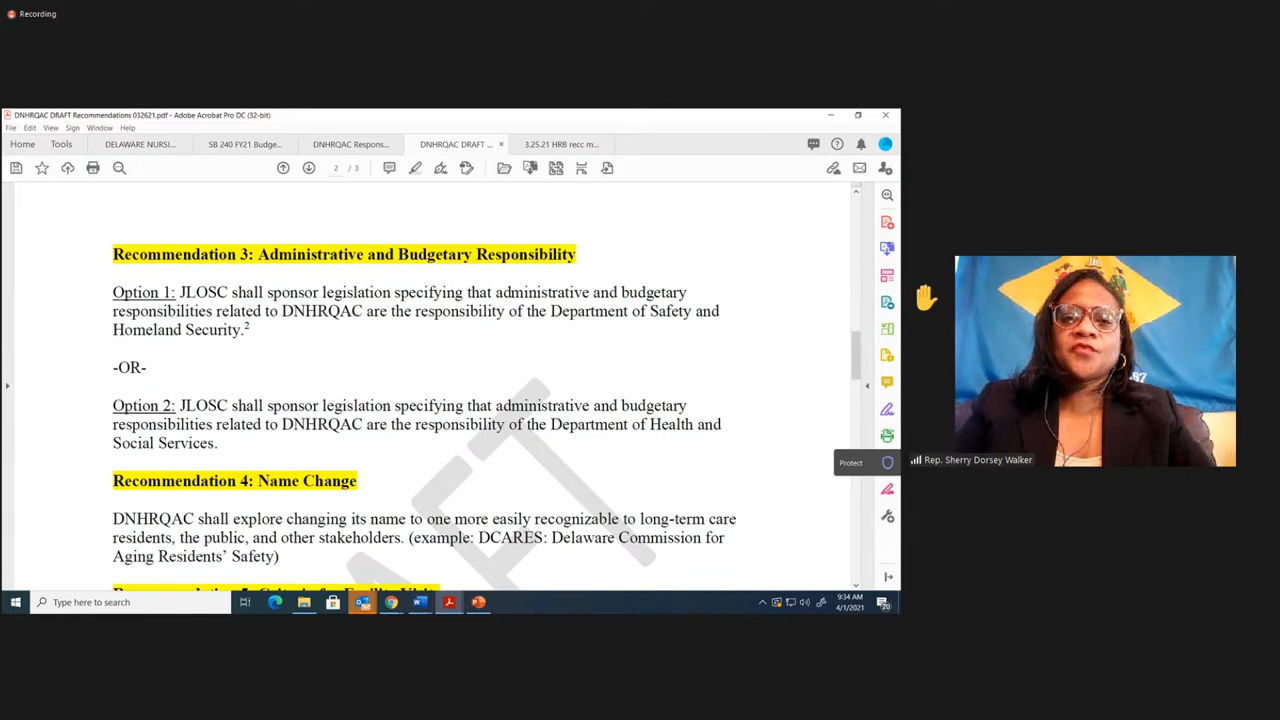 Recording
DNHRQAC DRAFT Recommendations 032621.pdf - Adobe Acrobat Pro DC (32-bit)
File Edit View Sign Window Help
Home Tools DELAWARE NURSI... SB 240 FY21 Budge... DNHRQAC Respons... DNHRQAC DRAFT ... × 3.25.21 HRB recc m...
2 / 3
Recommendation 3: Administrative and Budgetary Responsibility
Option 1: JLOSC shall sponsor legislation specifying that administrative and budgetary
responsibilities related to DNHRQAC are the responsibility of the Department of Safety and
Homeland Security.2
-OR-
Option 2: JLOSC shall sponsor legislation specifying that administrative and budgetary
responsibilities related to DNHRQAC are the responsibility of the Department of Health and
Social Services.
Recommendation 4: Name Change
DNHRQAC shall explore changing its name to one more easily recognizable to long-term care
residents, the public, and other stakeholders. (example: DCARES: Delaware Commission for
Aging Residents' Safety)
Protect
Rep. Sherry Dorsey Walker
87
Type here to search
9:34 AM
4/1/2021
20